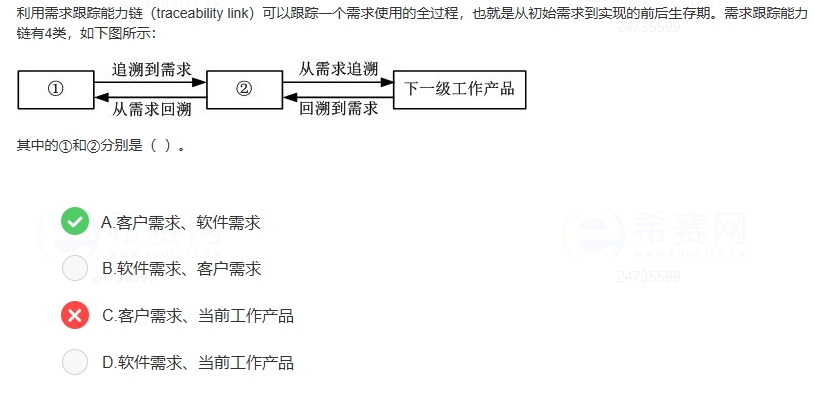 利用需求跟踪能力链（traceability link）可以跟踪一个需求使用的全过程，也就是从初始需求到实现的前后生存期。需求跟踪能力
链有4类，如下图所示：
追溯到需求
从需求追溯
①
②
下一级工作产品
从需求回溯
回溯到需求
其中的①和②分别是（ ）。
A.客户需求、软件需求
B.软件需求、客户需求
C.客户需求、当前工作产品
D.软件需求、当前工作产品
希赛网
WWW.EDUCITY.CN
24735599
24735599